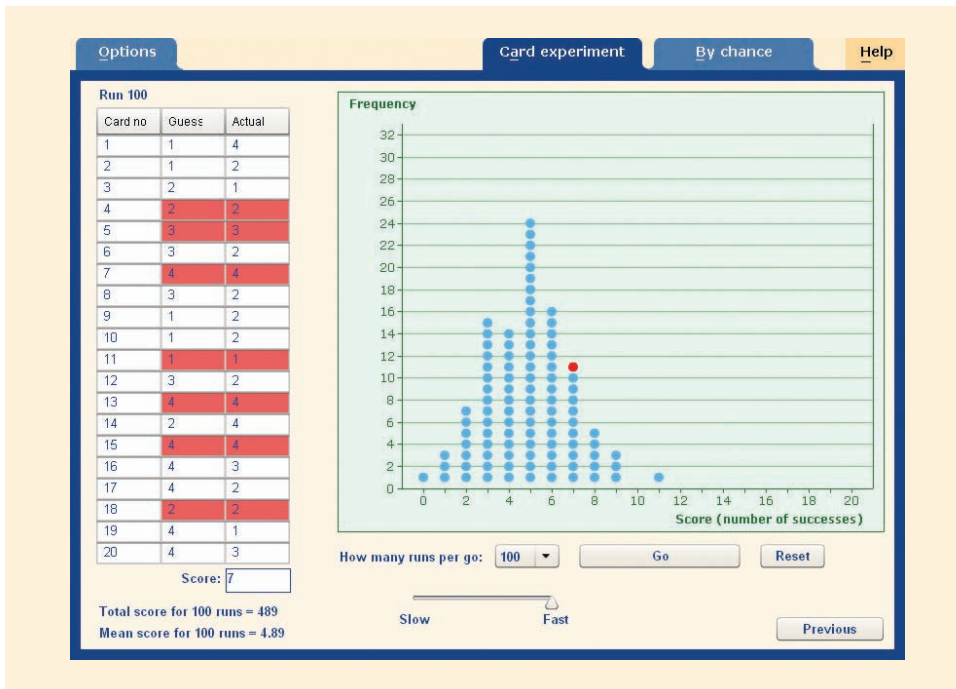 Options
Card experiment
By chance
Help
Run 100
Card no Guess Actual
1 1 4
2 1 2
3 2 1
4 2 2
5 3 3
6 3 2
7 4 4
8 3 2
9 1 2
10 1 2
11 1 1
12 3 2
13 4 4
14 2 4
15 4 4
16 4 3
17 4 2
18 2 2
19 4 1
20 4 3
Score: 7
Total score for 100 runs = 489
Mean score for 100 runs = 4.89
Frequency
32
30
28
26
24
22
20
18
16
14
12
10
8
6
4
2
0
0 2 4 6 8 10 12 14 16 18 20
Score (number of successes)
How many runs per go: 100 Go Reset
Slow Fast
Previous